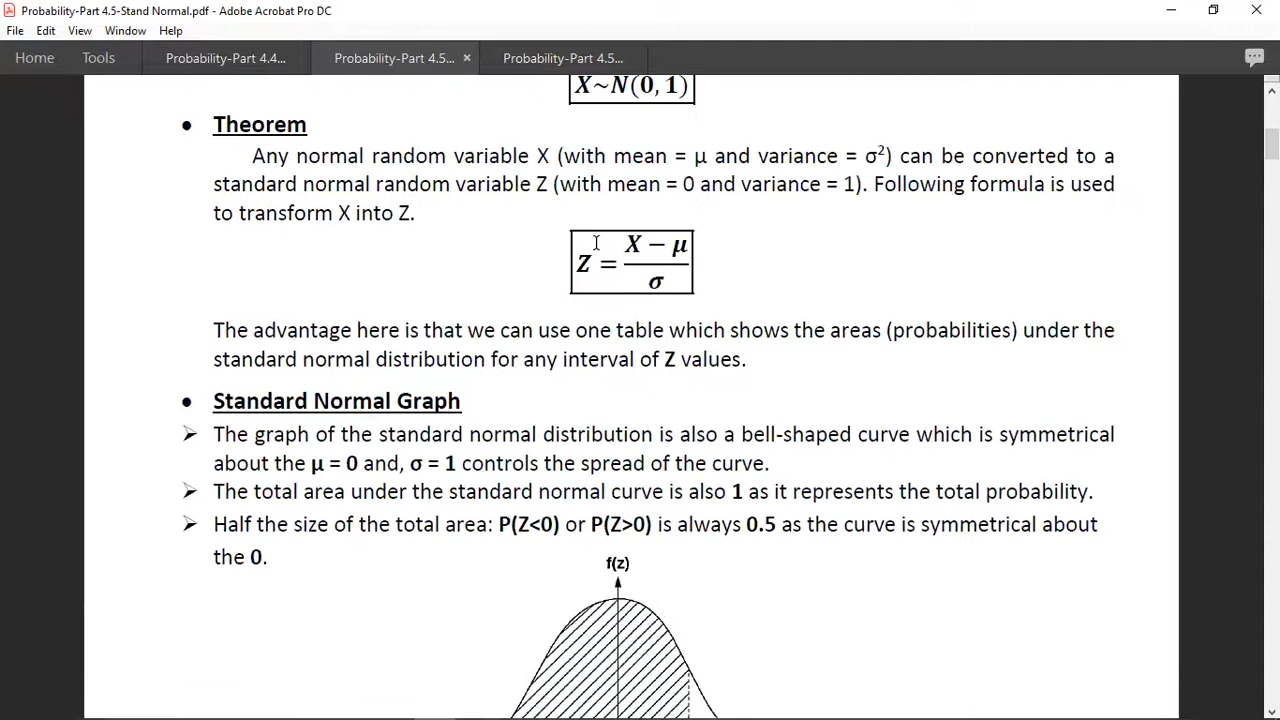 Probability-Part 4.5-Stand Normal.pdf - Adobe Acrobat Pro DC
File Edit View Window Help
Home Tools Probability-Part 4.4... Probability-Part 4.5... × Probability-Part 4.5...
X~N(0, 1)
• Theorem
Any normal random variable X (with mean = μ and variance = σ²) can be converted to a
standard normal random variable Z (with mean = 0 and variance = 1). Following formula is used
to transform X into Z.
Z = (X − μ) / σ
The advantage here is that we can use one table which shows the areas (probabilities) under the
standard normal distribution for any interval of Z values.
• Standard Normal Graph
➢ The graph of the standard normal distribution is also a bell-shaped curve which is symmetrical
about the μ = 0 and, σ = 1 controls the spread of the curve.
➢ The total area under the standard normal curve is also 1 as it represents the total probability.
➢ Half the size of the total area: P(Z<0) or P(Z>0) is always 0.5 as the curve is symmetrical about
the 0.
f(z)